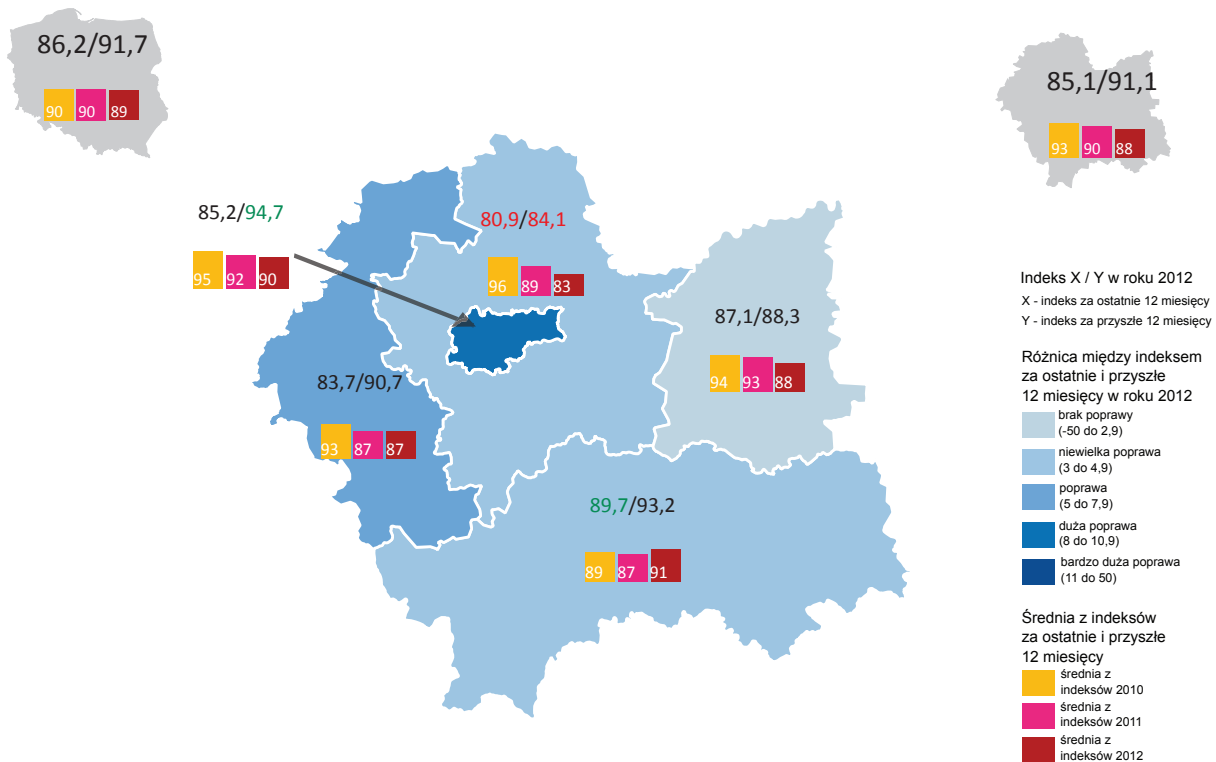 86,2/91,7
90 90 89
85,1/91,1
93 90 88
85,2/94,7
95 92 90
80,9/84,1
96 89 83
87,1/88,3
94 93 88
83,7/90,7
93 87 87
89,7/93,2
89 87 91
Indeks X / Y w roku 2012
X - indeks za ostatnie 12 miesięcy
Y - indeks za przyszłe 12 miesięcy
Różnica między indeksem
za ostatnie i przyszłe
12 miesięcy w roku 2012
brak poprawy
(-50 do 2,9)
niewielka poprawa
(3 do 4,9)
poprawa
(5 do 7,9)
duża poprawa
(8 do 10,9)
bardzo duża poprawa
(11 do 50)
Średnia z indeksów
za ostatnie i przyszłe
12 miesięcy
średnia z
indeksów 2010
średnia z
indeksów 2011
średnia z
indeksów 2012